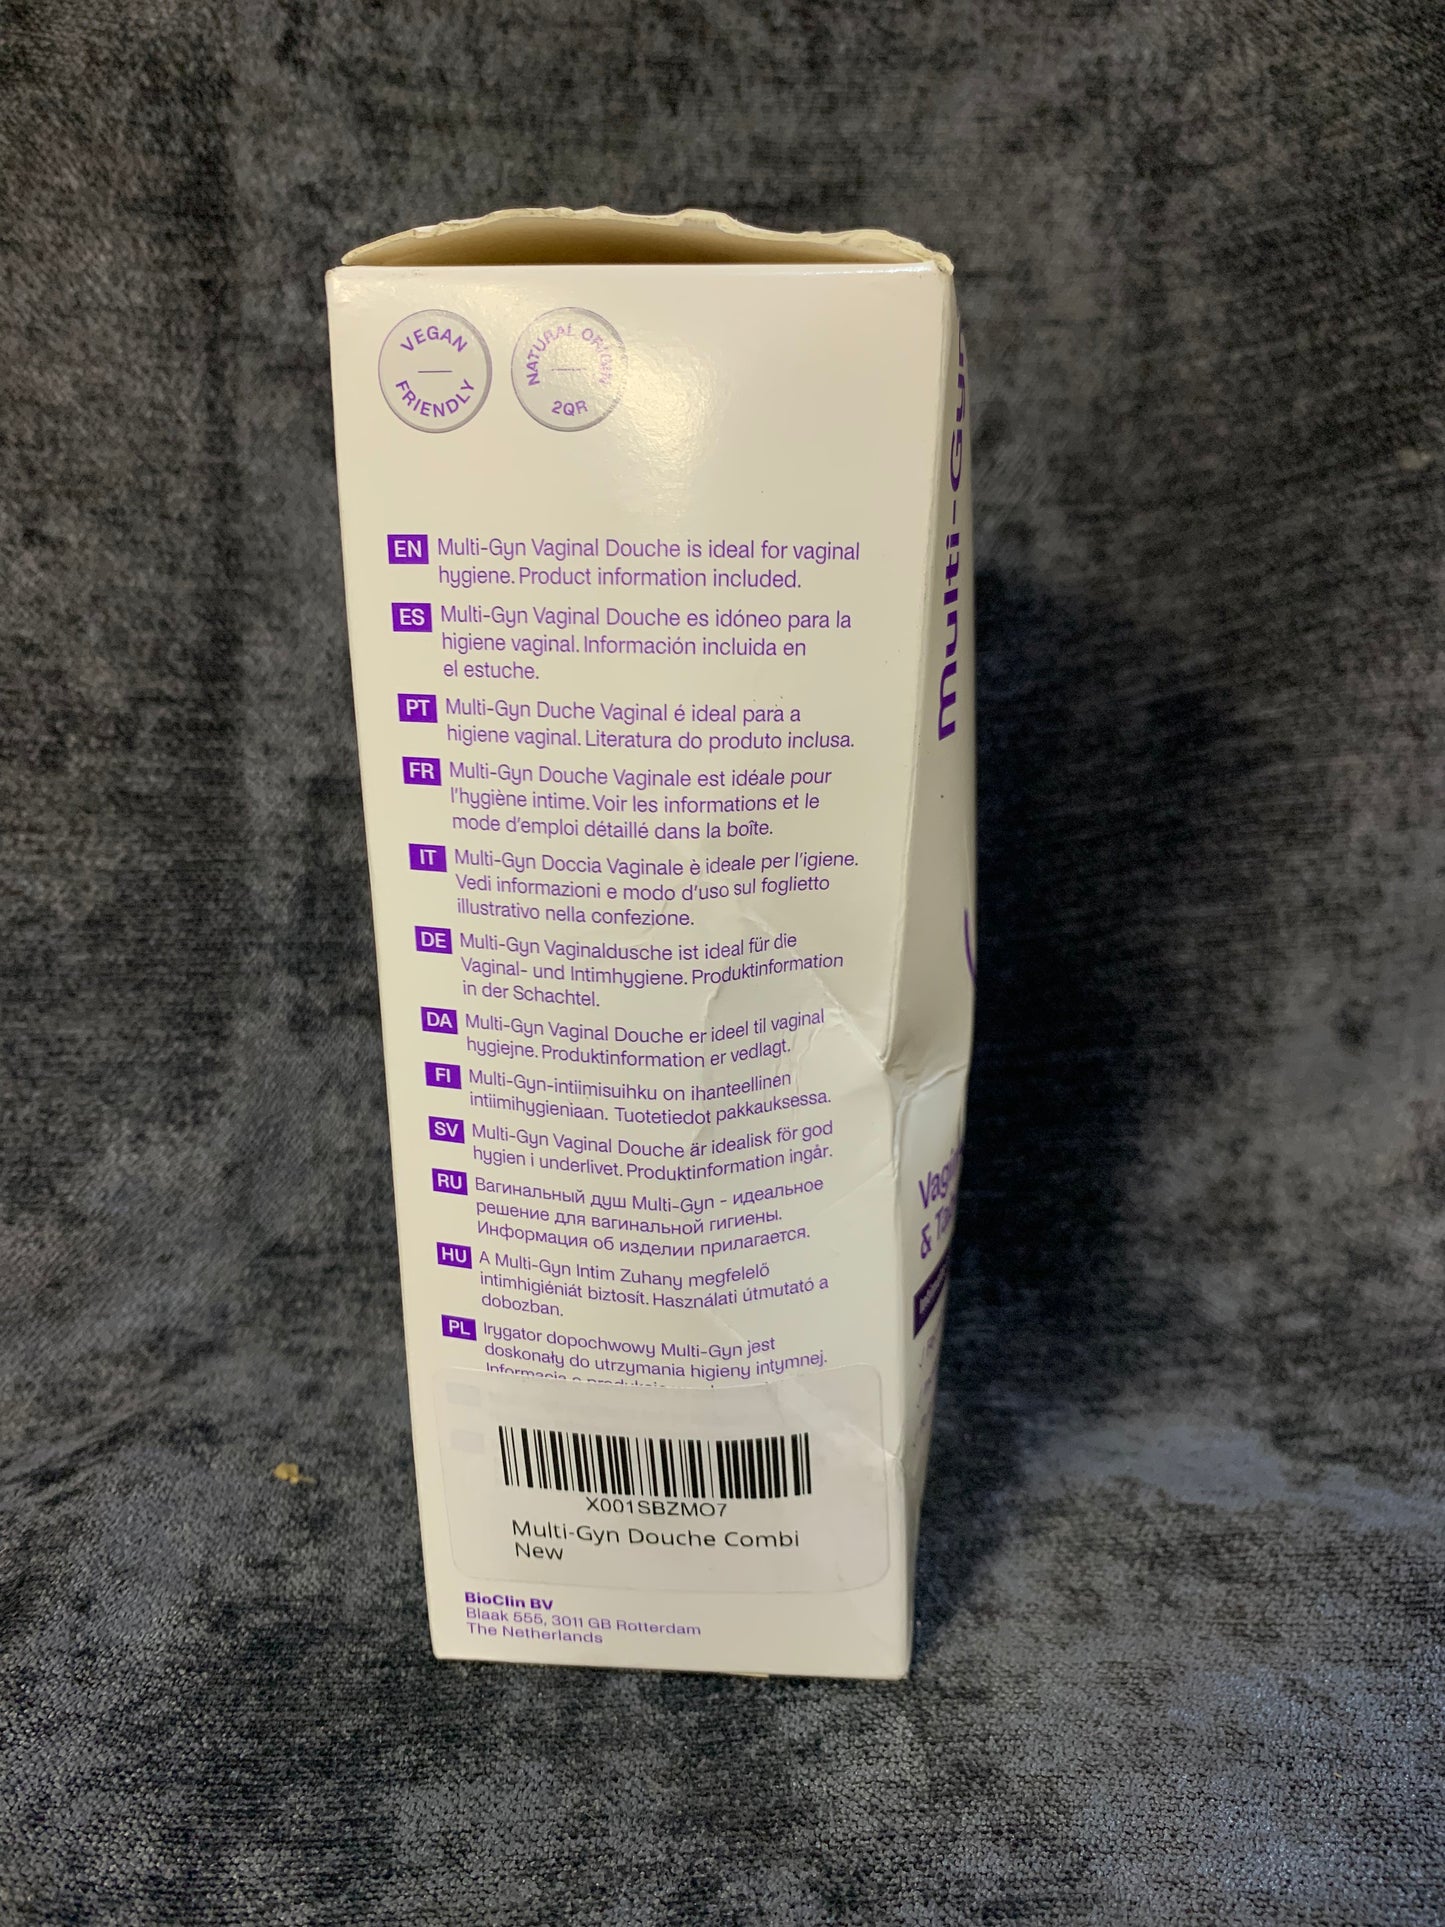 VEGAN
FRIENDLY
NATURAL ORIGIN
2QR
EN Multi-Gyn Vaginal Douche is ideal for vaginal
hygiene. Product information included.
ES Multi-Gyn Vaginal Douche es idóneo para la
higiene vaginal. Información incluida en
el estuche.
PT Multi-Gyn Duche Vaginal é ideal para a
higiene vaginal. Literatura do produto inclusa.
FR Multi-Gyn Douche Vaginale est idéale pour
l'hygiène intime. Voir les informations et le
mode d'emploi détaillé dans la boîte.
IT Multi-Gyn Doccia Vaginale è ideale per l'igiene.
Vedi informazioni e modo d'uso sul foglietto
illustrativo nella confezione.
DE Multi-Gyn Vaginaldusche ist ideal für die
Vaginal- und Intimhygiene. Produktinformation
in der Schachtel.
DA Multi-Gyn Vaginal Douche er ideel til vaginal
hygiejne. Produktinformation er vedlagt.
FI Multi-Gyn-intiimisuihku on ihanteellinen
intiimihygieniaan. Tuotetiedot pakkauksessa.
SV Multi-Gyn Vaginal Douche är idealisk för god
hygien i underlivet. Produktinformation ingår.
RU Вагинальный душ Multi-Gyn - идеальное
решение для вагинальной гигиены.
Информация об изделии прилагается.
HU A Multi-Gyn Intim Zuhany megfelelő
intimhigiéniát biztosít. Használati útmutató a
dobozban.
PL Irygator dopochwowy Multi-Gyn jest
doskonały do utrzymania higieny intymnej.
Informacja o
X001SBZMO7
Multi-Gyn Douche Combi
New
BioClin BV
Blaak 555, 3011 GB Rotterdam
The Netherlands
multi-Gyn
&